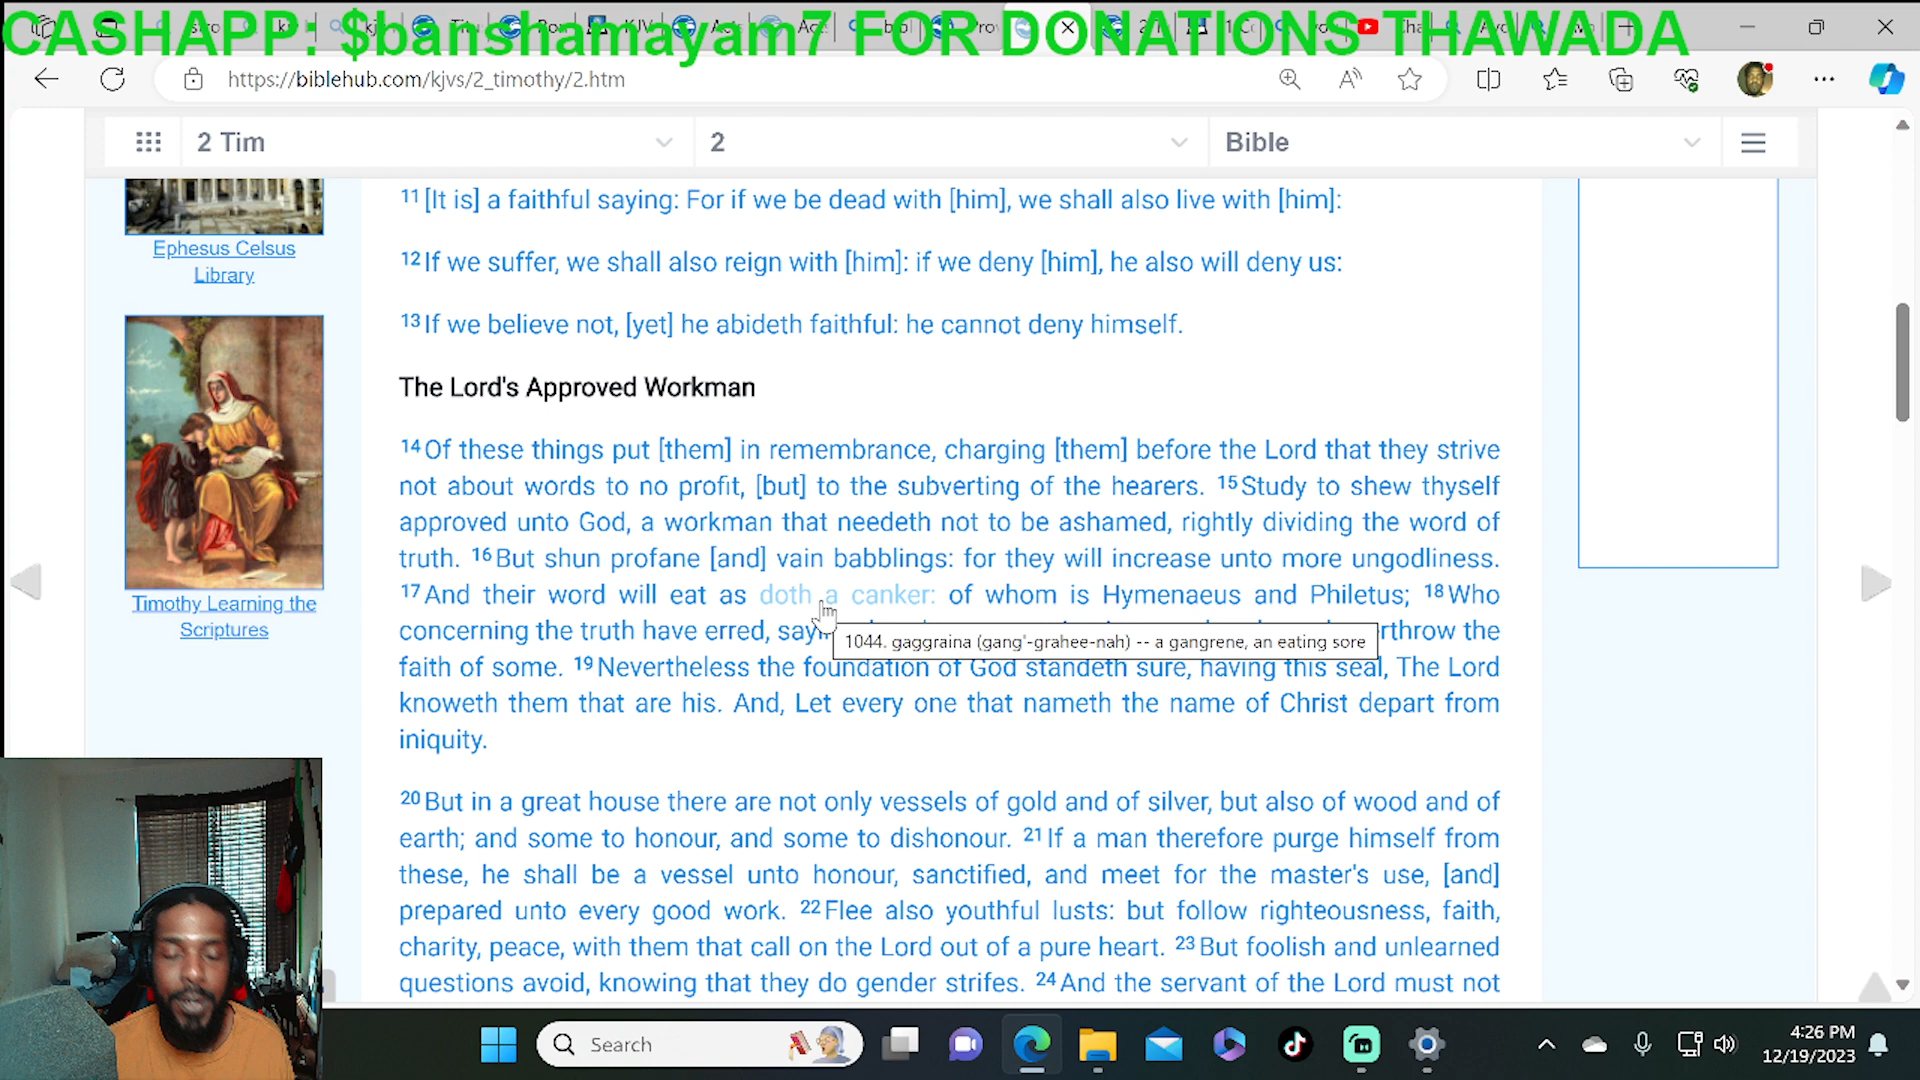 CASHAPP: $banshamayam7 FOR DONATIONS THAWADA
https://biblehub.com/kjvs/2_timothy/2.htm
2 Tim
2
Bible
11 [It is] a faithful saying: For if we be dead with [him], we shall also live with [him]:
12 If we suffer, we shall also reign with [him]: if we deny [him], he also will deny us:
13 If we believe not, [yet] he abideth faithful: he cannot deny himself.
Ephesus Celsus
Library
The Lord's Approved Workman
14 Of these things put [them] in remembrance, charging [them] before the Lord that they strive
not about words to no profit, [but] to the subverting of the hearers. 15 Study to shew thyself
approved unto God, a workman that needeth not to be ashamed, rightly dividing the word of
truth. 16 But shun profane [and] vain babblings: for they will increase unto more ungodliness.
17 And their word will eat as doth a canker: of whom is Hymenaeus and Philetus; 18 Who
concerning the truth have erred, rthrow the
1044. gaggraina (gang'-grahee-nah) -- a gangrene, an eating sore
faith of some. 19 Nevertheless the foundation of God standeth sure, having this seal, The Lord
knoweth them that are his. And, Let every one that nameth the name of Christ depart from
iniquity.
Timothy Learning the
Scriptures
20 But in a great house there are not only vessels of gold and of silver, but also of wood and of
earth; and some to honour, and some to dishonour. 21 If a man therefore purge himself from
these, he shall be a vessel unto honour, sanctified, and meet for the master's use, [and]
prepared unto every good work. 22 Flee also youthful lusts: but follow righteousness, faith,
charity, peace, with them that call on the Lord out of a pure heart. 23 But foolish and unlearned
questions avoid, knowing that they do gender strifes. 24 And the servant of the Lord must not
Search
4:26 PM
12/19/2023